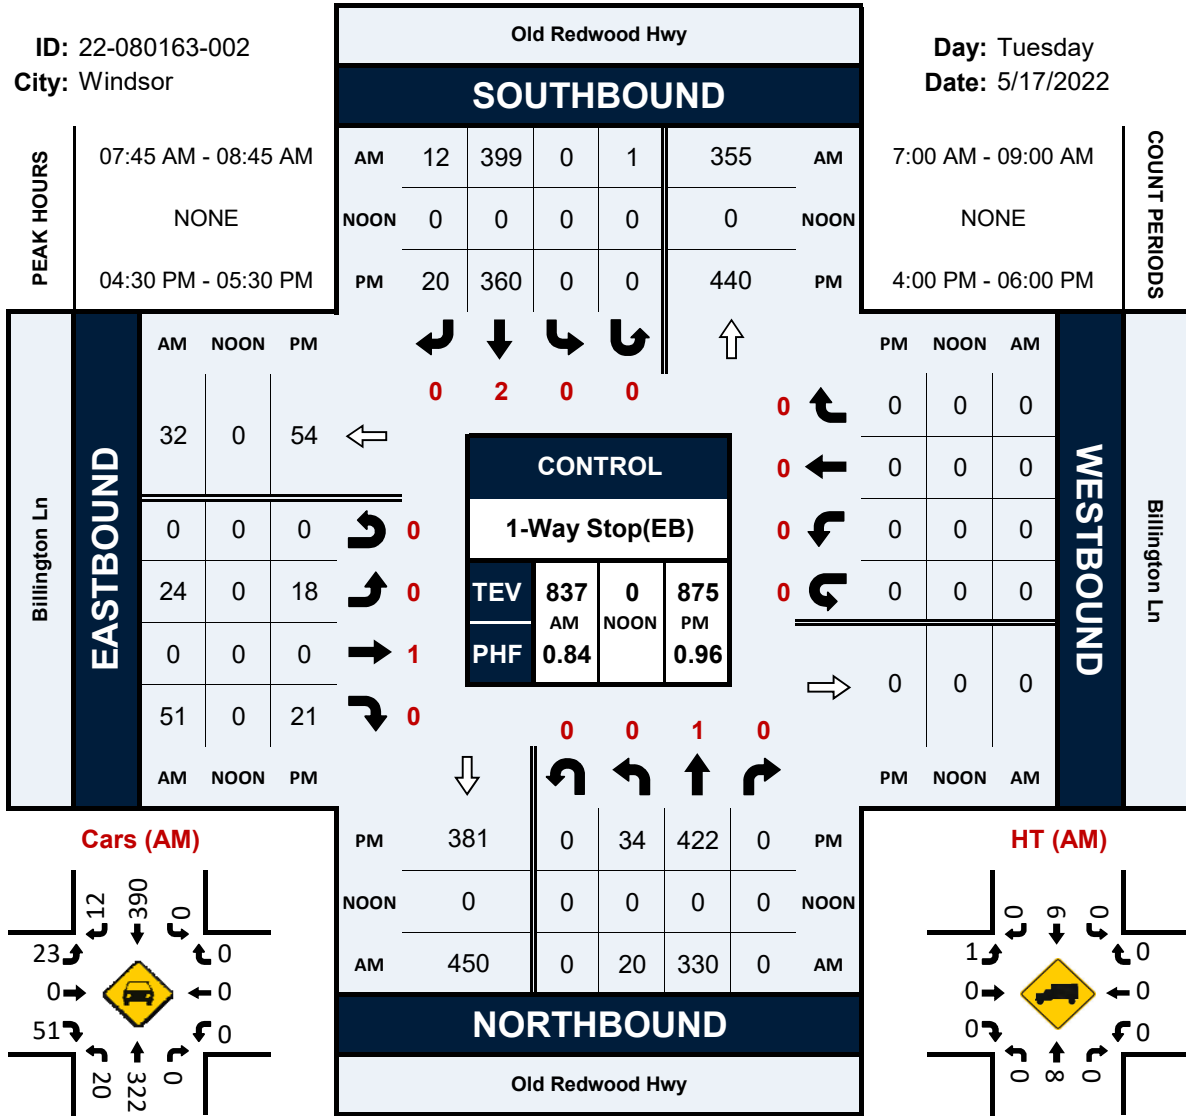 Old Redwood Hwy
ID: 22-080163-002
City: Windsor
Day: Tuesday
Date: 5/17/2022
SOUTHBOUND
PEAK HOURS
07:45 AM - 08:45 AM
NONE
04:30 PM - 05:30 PM
AM 12 399 0 1 355 AM
NOON 0 0 0 0 0 NOON
PM 20 360 0 0 440 PM
7:00 AM - 09:00 AM
NONE
4:00 PM - 06:00 PM
COUNT PERIODS
0 2 0 0
Billington Ln
EASTBOUND
AM NOON PM
32 0 54
0 0 0 0
24 0 18 0
0 0 0 1
51 0 21 0
AM NOON PM
CONTROL
1-Way Stop(EB)
TEV 837 0 875
AM NOON PM
PHF 0.84 0.96
PM NOON AM
0 0 0 0
0 0 0 0
0 0 0 0
0 0 0 0
0 0 0
PM NOON AM
WESTBOUND
Billington Ln
0 0 1 0
PM 381 0 34 422 0 PM
NOON 0 0 0 0 0 NOON
AM 450 0 20 330 0 AM
NORTHBOUND
Old Redwood Hwy
Cars (AM)
12 390 0
23 0
0 0
51 0
20 322 0
HT (AM)
0 9 0
1 0
0 0
0 0
0 8 0